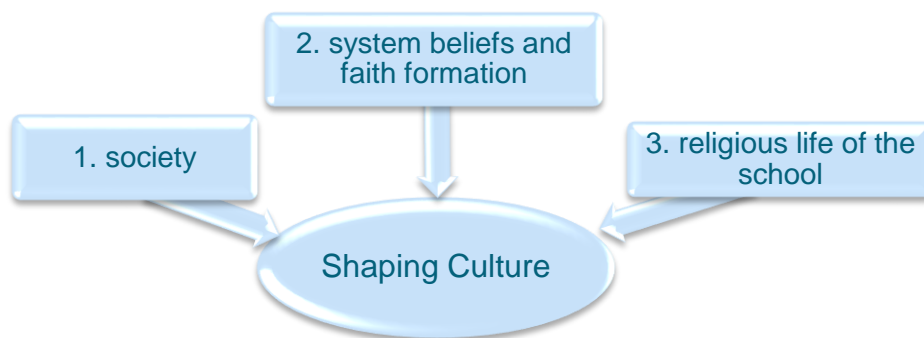 1. society
2. system beliefs and
faith formation
3. religious life of the
school
Shaping Culture